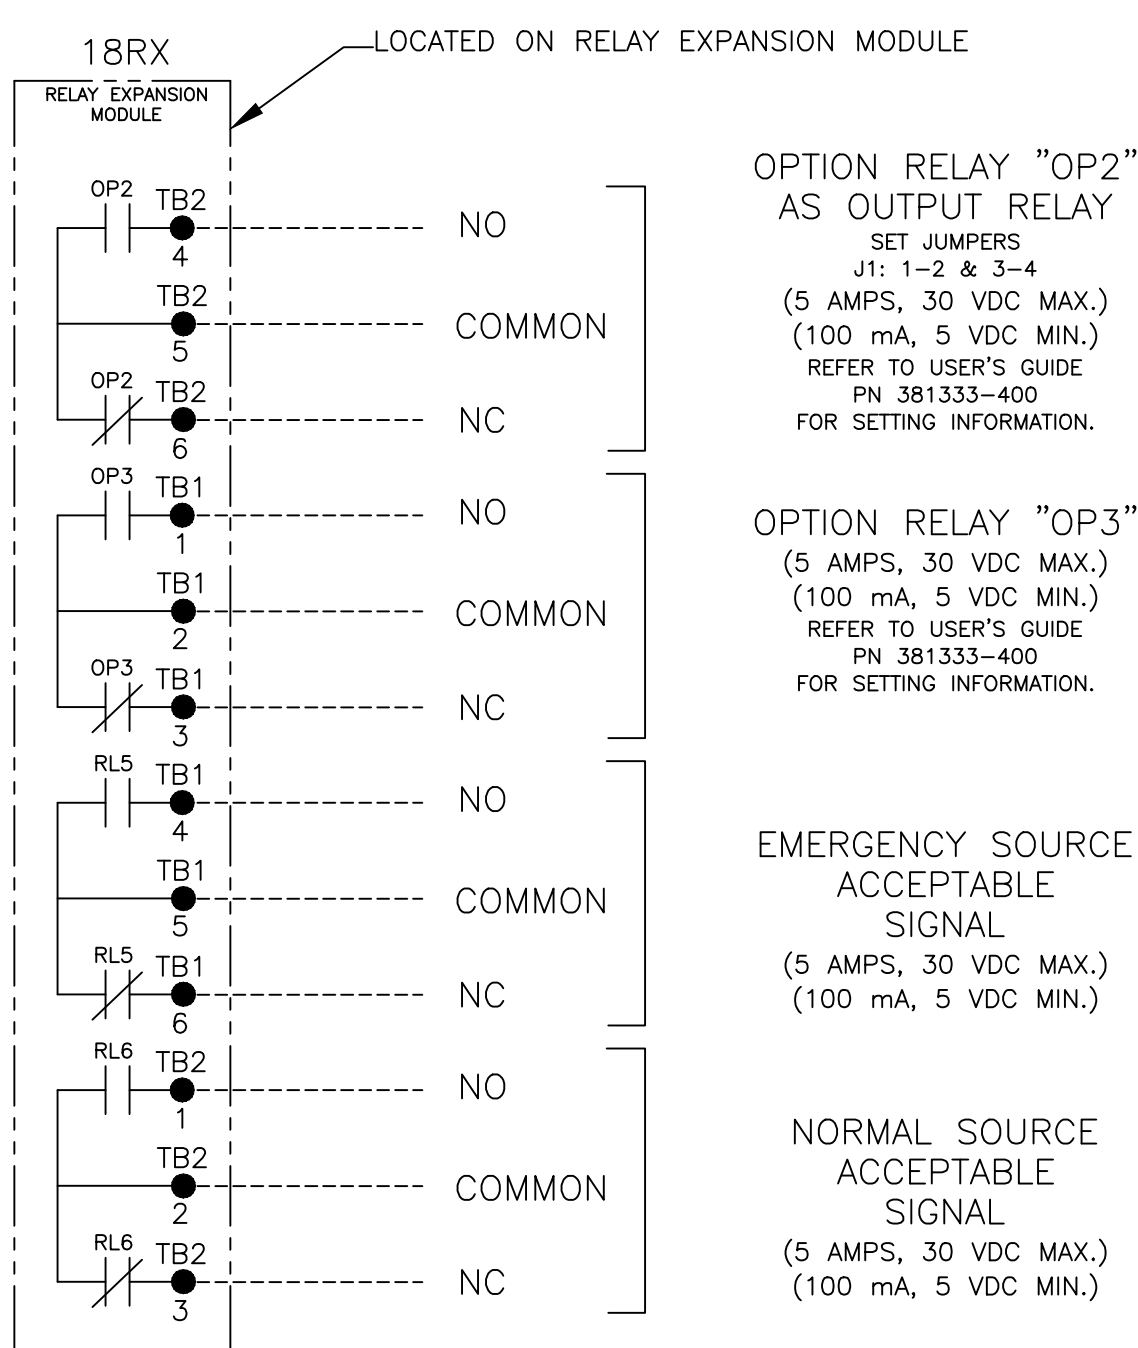 18RX
LOCATED ON RELAY EXPANSION MODULE
RELAY EXPANSION
MODULE
OP2 TB2
4
NO
TB2
5
COMMON
OP2 TB2
6
NC
OPTION RELAY "OP2"
AS OUTPUT RELAY
SET JUMPERS
J1: 1-2 & 3-4
(5 AMPS, 30 VDC MAX.)
(100 mA, 5 VDC MIN.)
REFER TO USER'S GUIDE
PN 381333-400
FOR SETTING INFORMATION.
OP3 TB1
1
NO
TB1
2
COMMON
OP3 TB1
3
NC
OPTION RELAY "OP3"
(5 AMPS, 30 VDC MAX.)
(100 mA, 5 VDC MIN.)
REFER TO USER'S GUIDE
PN 381333-400
FOR SETTING INFORMATION.
RL5 TB1
4
NO
TB1
5
COMMON
RL5 TB1
6
NC
EMERGENCY SOURCE
ACCEPTABLE
SIGNAL
(5 AMPS, 30 VDC MAX.)
(100 mA, 5 VDC MIN.)
RL6 TB2
1
NO
TB2
2
COMMON
RL6 TB2
3
NC
NORMAL SOURCE
ACCEPTABLE
SIGNAL
(5 AMPS, 30 VDC MAX.)
(100 mA, 5 VDC MIN.)